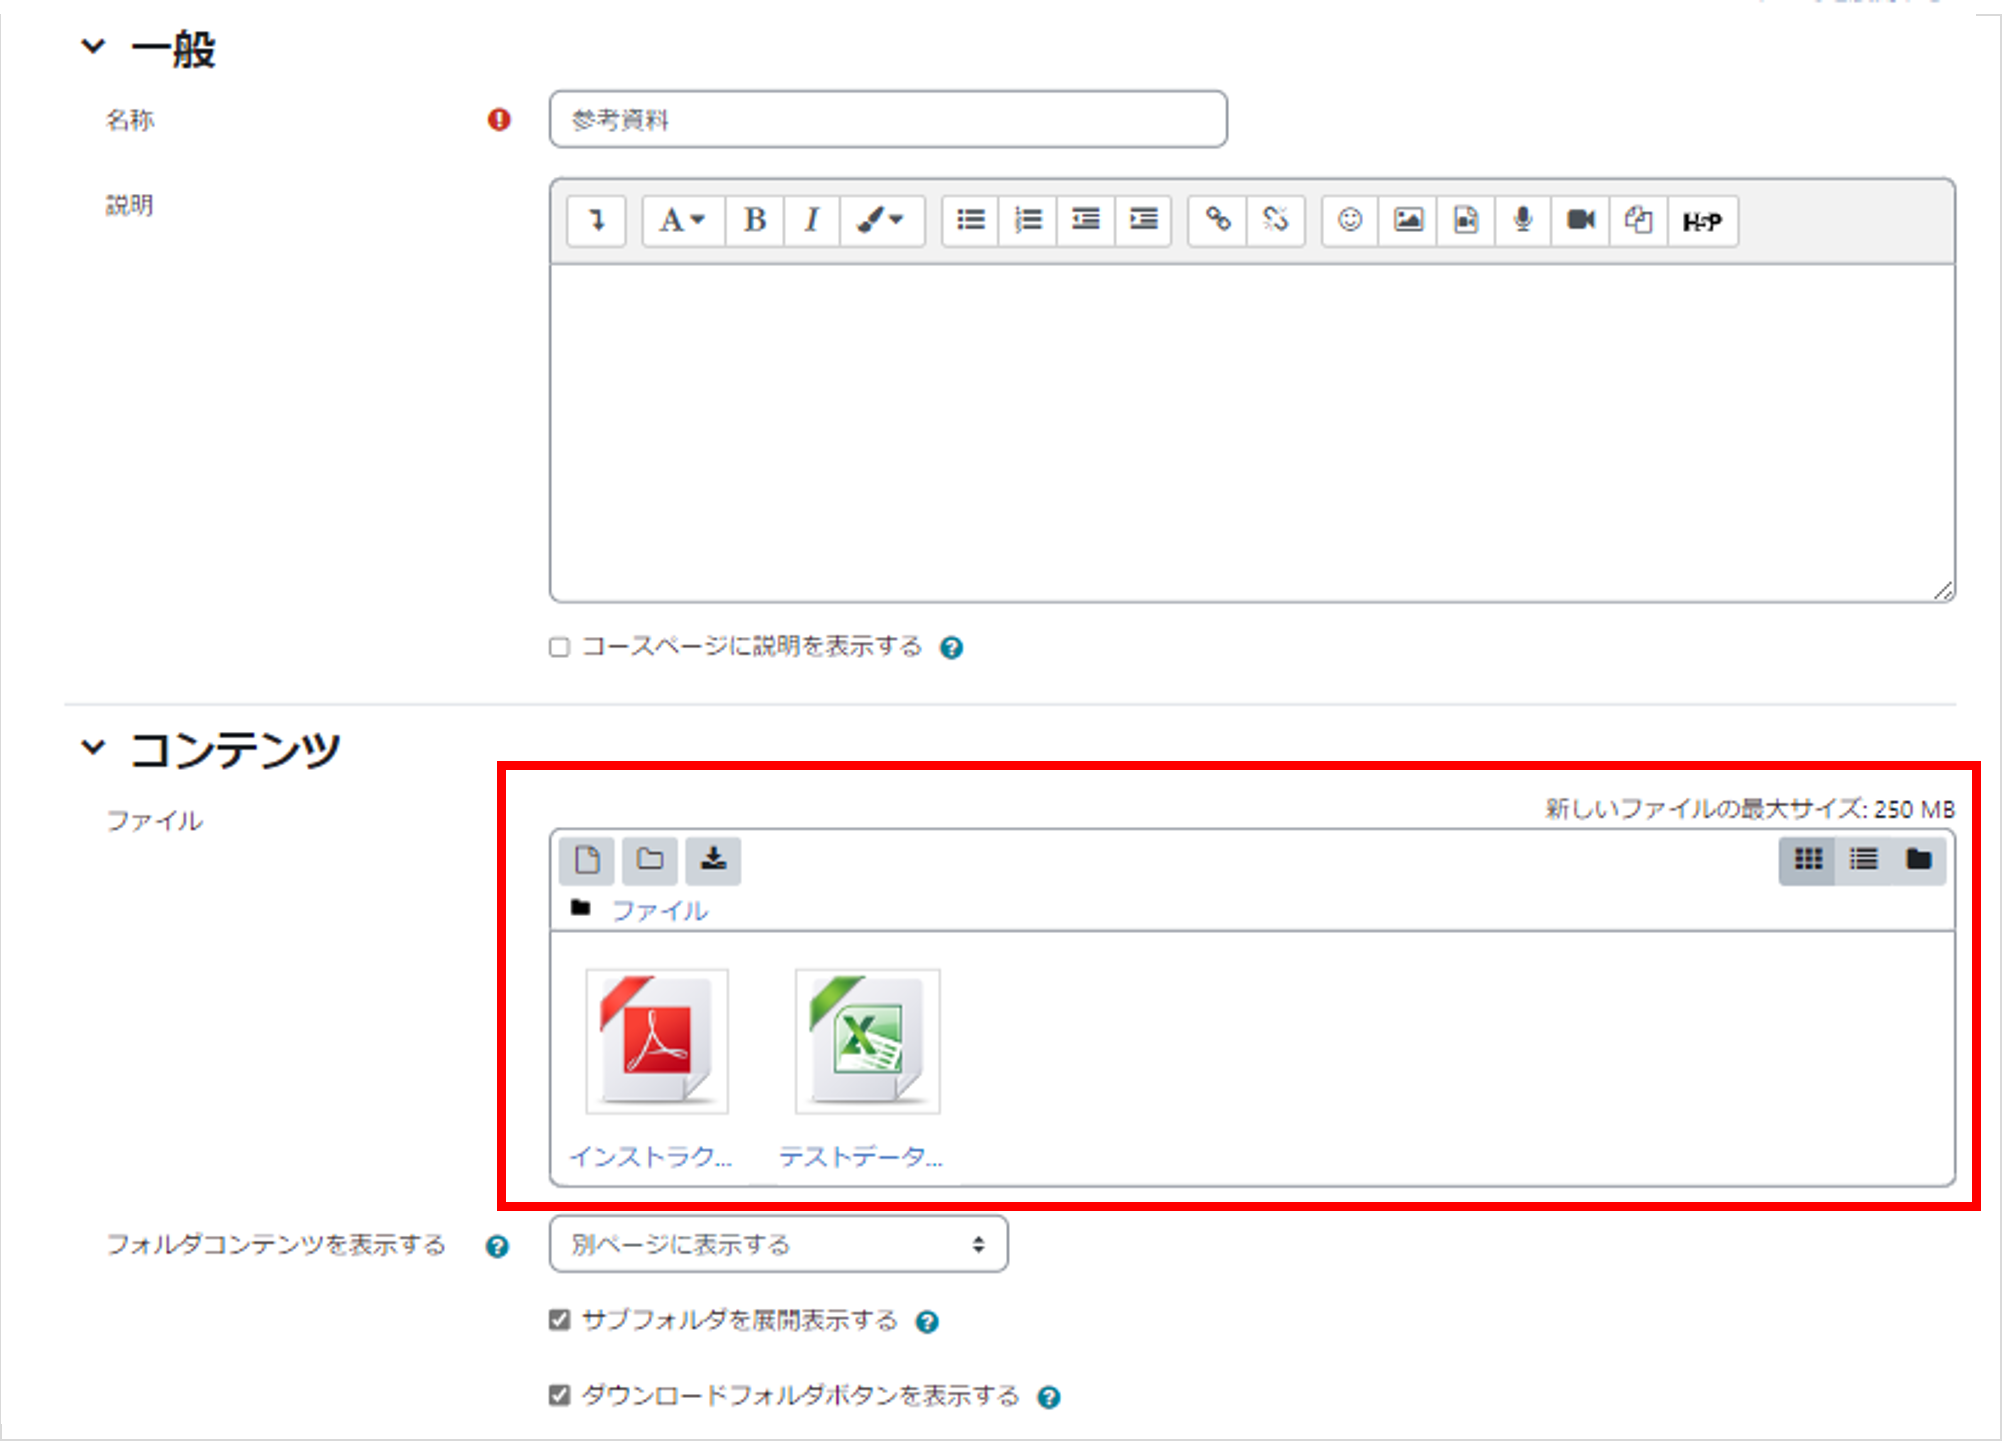 一般
名称
参考資料
説明
A B I H5P
コースページに説明を表示する
コンテンツ
ファイル
新しいファイルの最大サイズ: 250 MB
ファイル
インストラク...
テストデータ...
フォルダコンテンツを表示する
別ページに表示する
サブフォルダを展開表示する
ダウンロードフォルダボタンを表示する